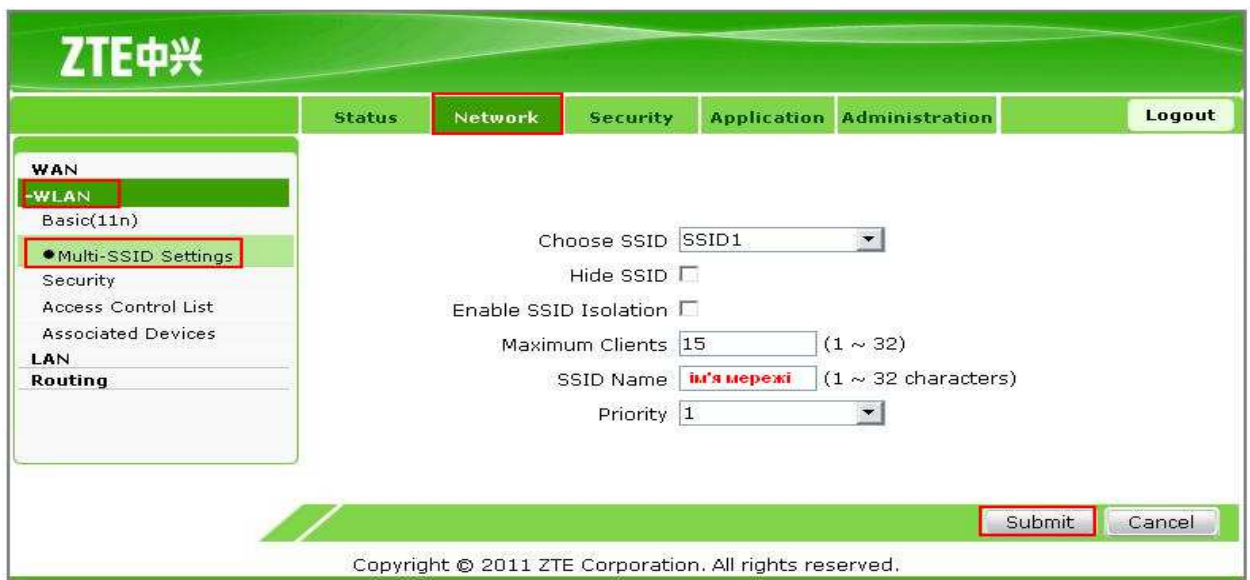 ZTE中兴
Status Network Security Application Administration Logout
WAN
-WLAN
Basic(11n)
Multi-SSID Settings
Security
Access Control List
Associated Devices
LAN
Routing
Choose SSID SSID1
Hide SSID
Enable SSID Isolation
Maximum Clients 15 (1 ~ 32)
SSID Name ім'я мережі (1 ~ 32 characters)
Priority 1
Submit Cancel
Copyright © 2011 ZTE Corporation. All rights reserved.